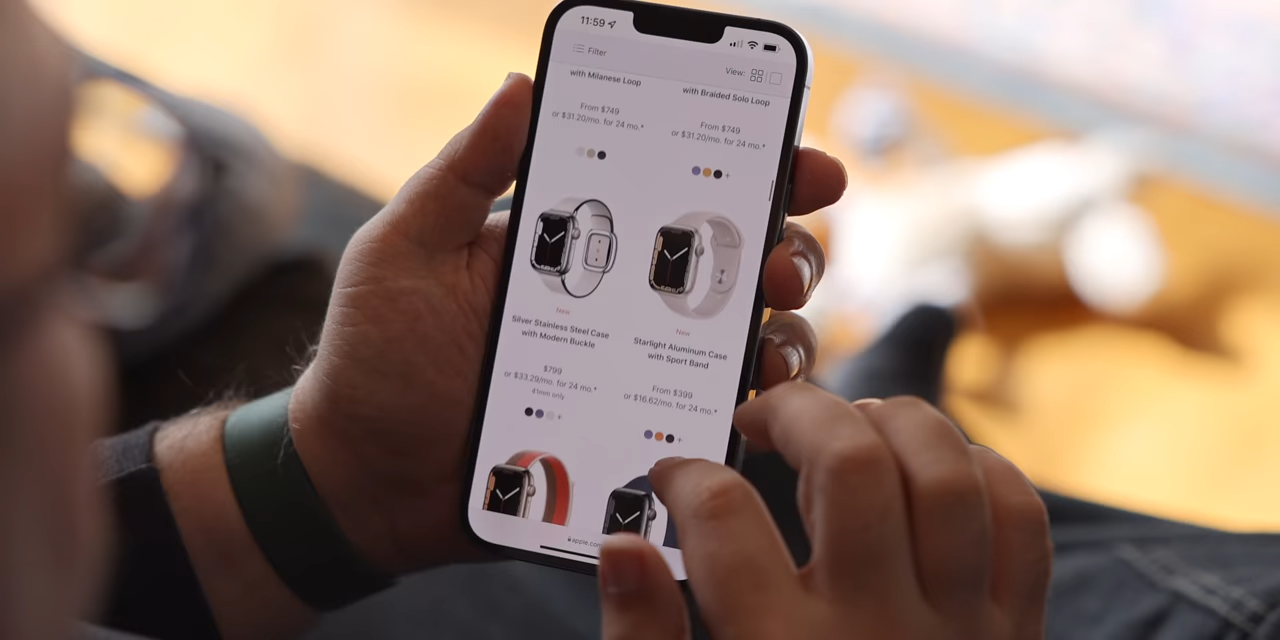 11:59
Filter
View:
with Milanese Loop
with Braided Solo Loop
From $749
or $31.20/mo. for 24 mo.*
From $749
or $31.20/mo. for 24 mo.*
+
New
Silver Stainless Steel Case
with Modern Buckle
$799
or $33.29/mo. for 24 mo.*
41mm only
+
New
Starlight Aluminum Case
with Sport Band
From $399
or $16.62/mo. for 24 mo.*
+
apple.com